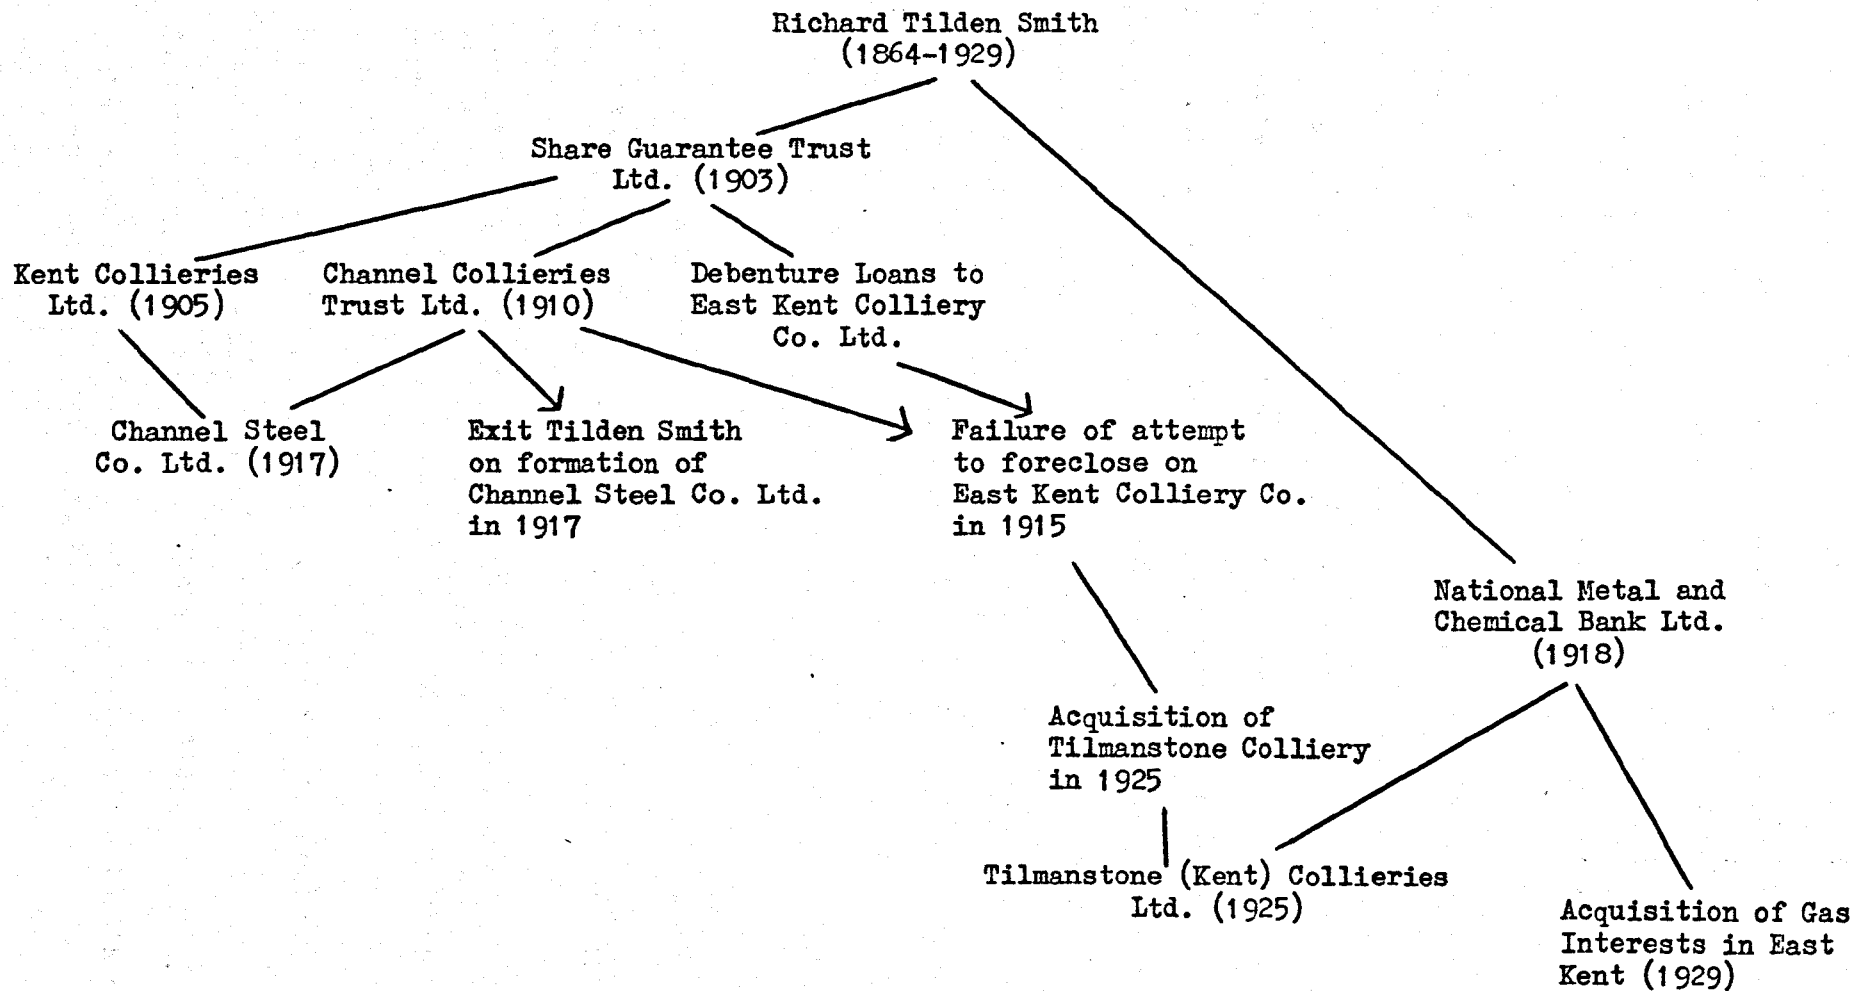 Richard Tilden Smith
(1864-1929)
Share Guarantee Trust
Ltd. (1903)
Kent Collieries
Ltd. (1905)
Channel Collieries
Trust Ltd. (1910)
Debenture Loans to
East Kent Colliery
Co. Ltd.
Channel Steel
Co. Ltd. (1917)
Exit Tilden Smith
on formation of
Channel Steel Co. Ltd.
in 1917
Failure of attempt
to foreclose on
East Kent Colliery Co.
in 1915
National Metal and
Chemical Bank Ltd.
(1918)
Acquisition of
Tilmanstone Colliery
in 1925
Tilmanstone (Kent) Collieries
Ltd. (1925)
Acquisition of Gas
Interests in East
Kent (1929)